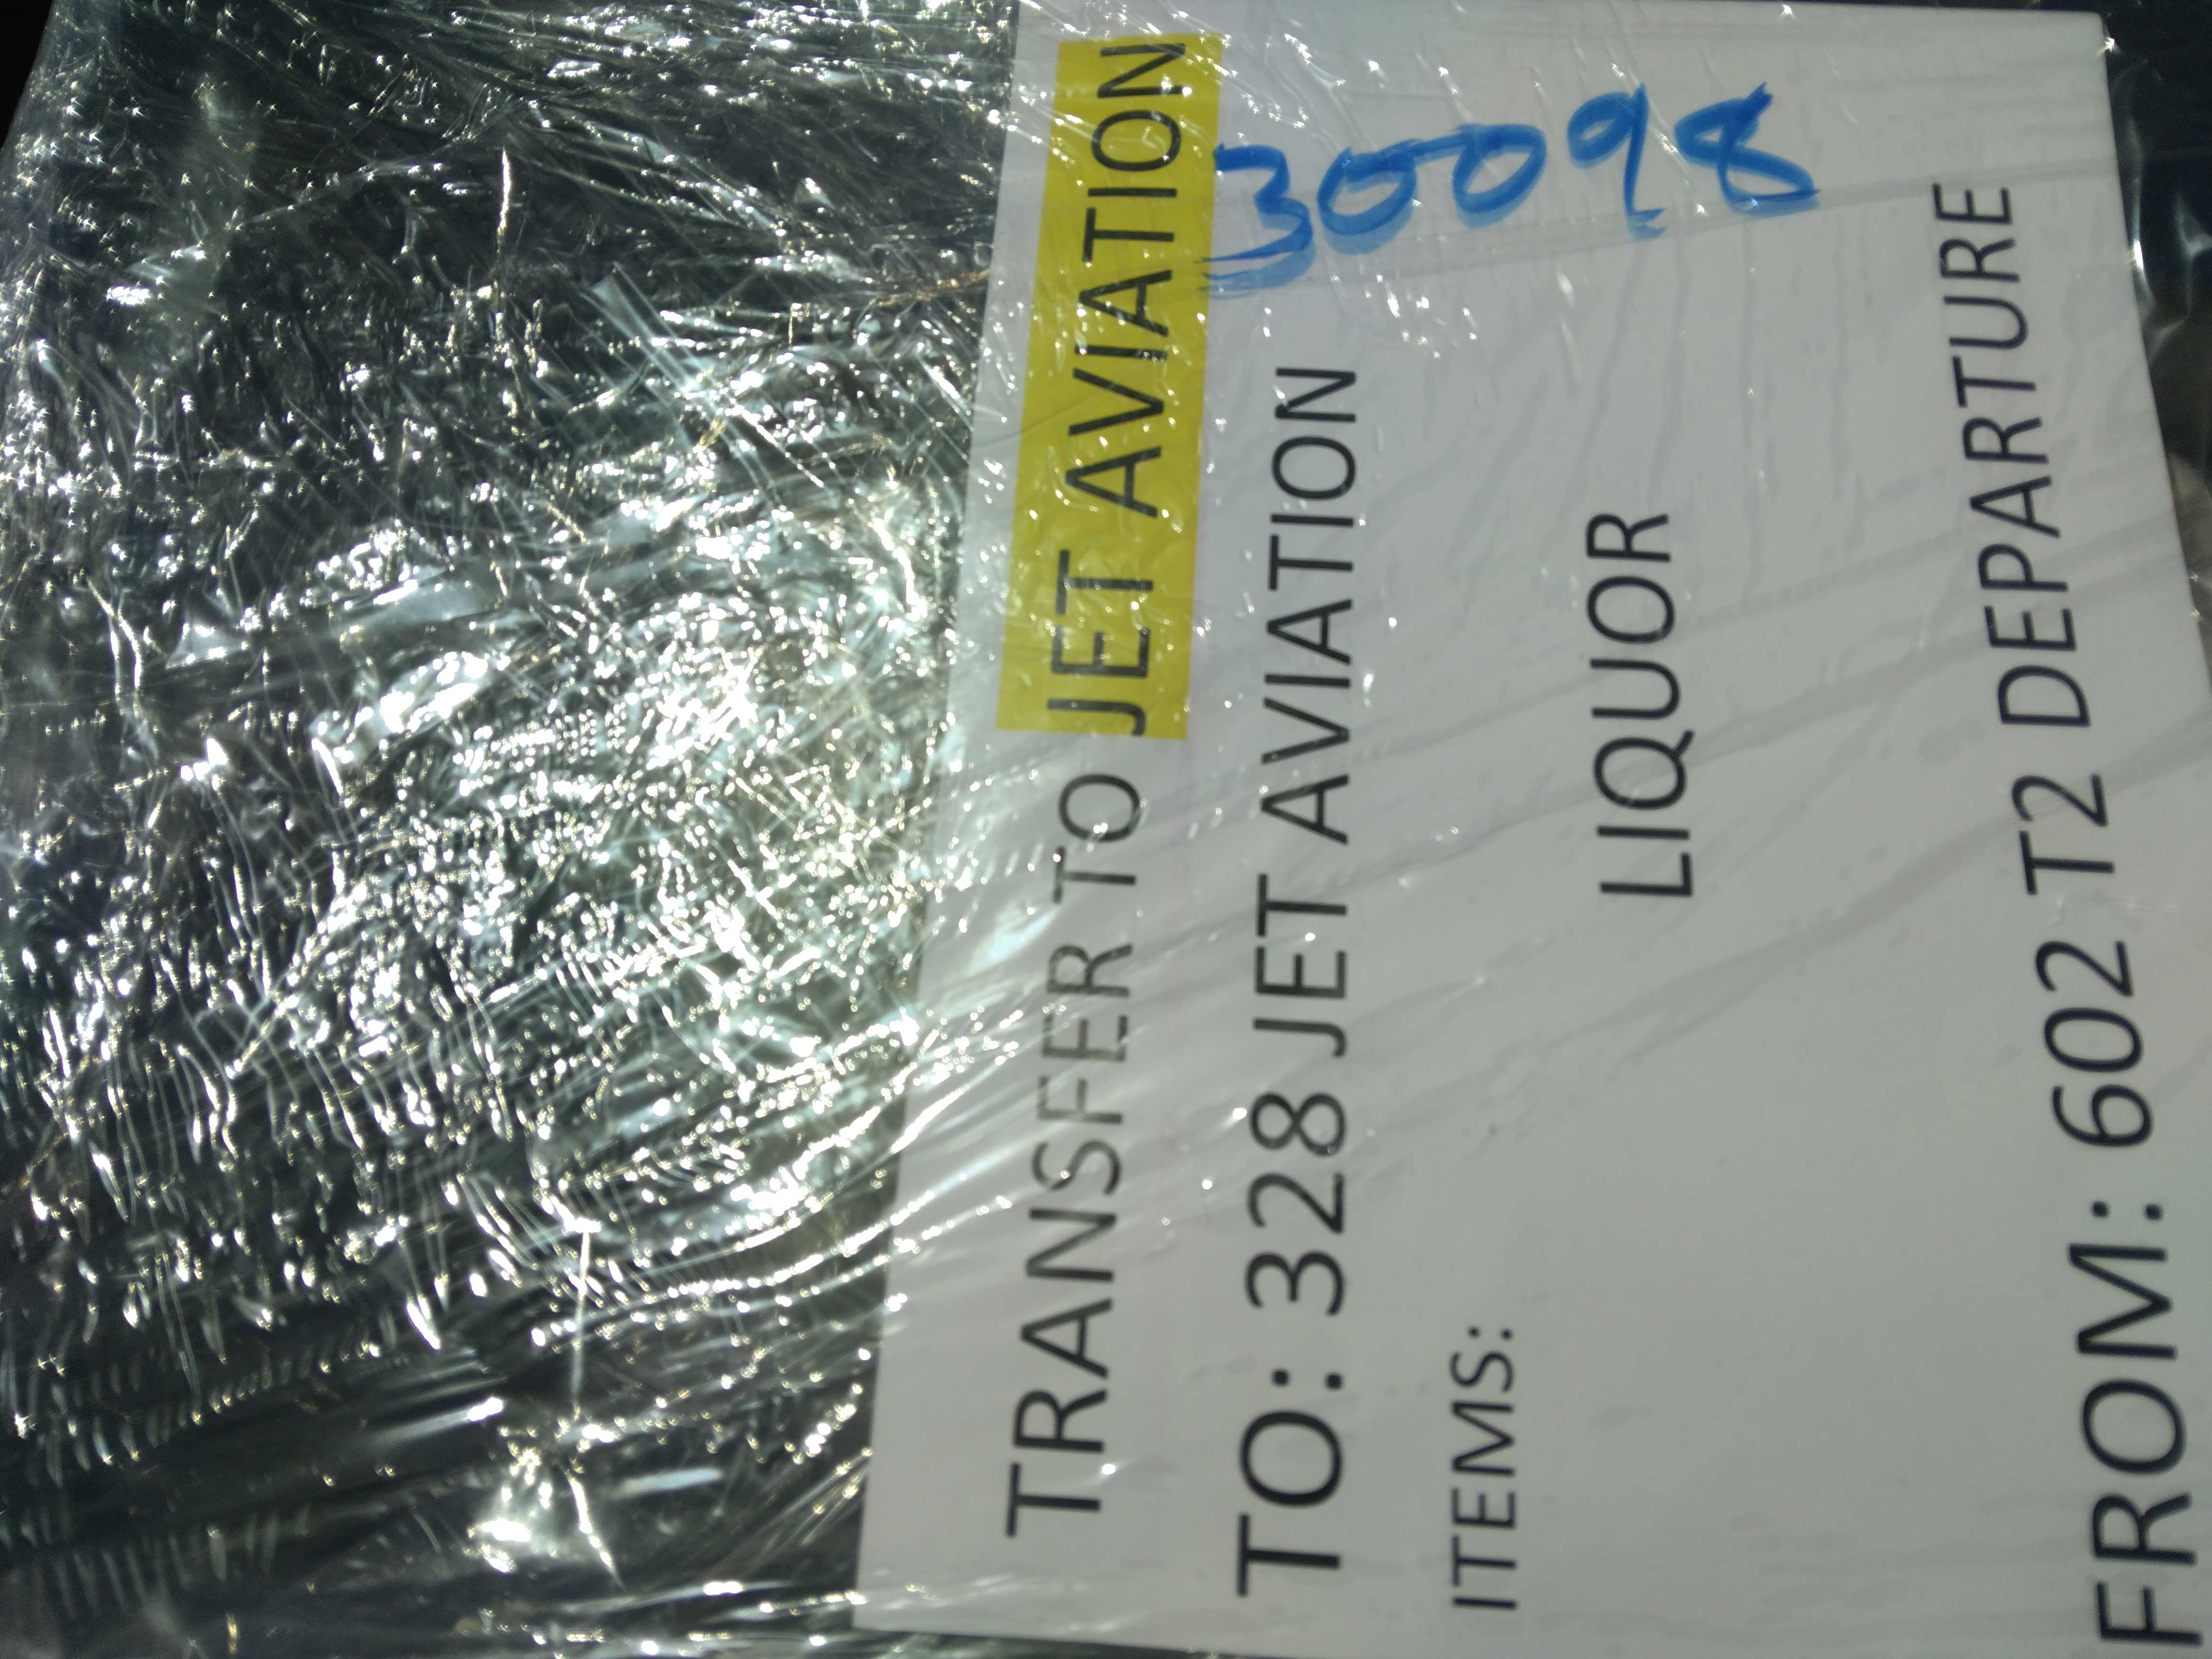 TRANSFER TO JET AVIATION
30098
TO: 328 JET AVIATION
ITEMS:
LIQUOR
FROM: 602 T2 DEPARTURE